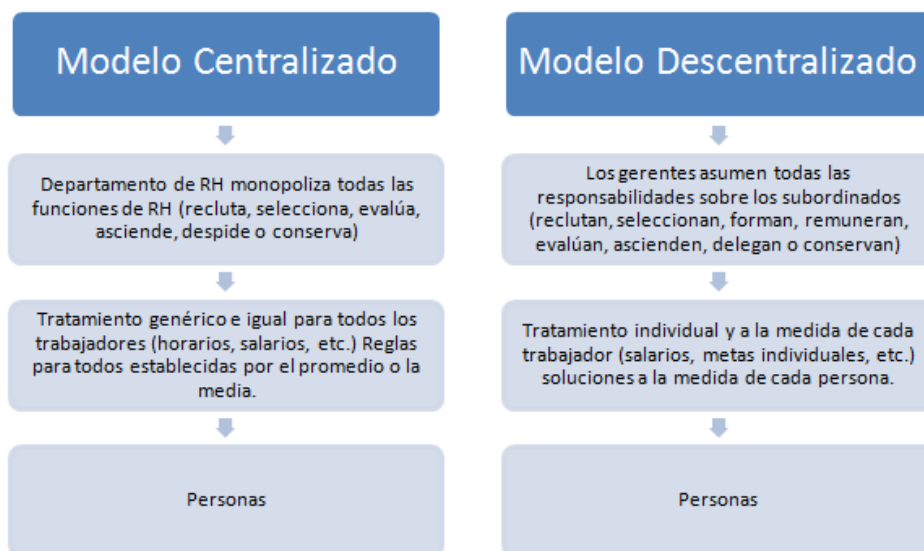 Modelo Centralizado
Departamento de RH monopoliza todas las
funciones de RH (recluta, selecciona, evalúa,
asciende, despide o conserva)
Tratamiento genérico e igual para todos los
trabajadores (horarios, salarios, etc.) Reglas
para todos establecidas por el promedio o la
media.
Personas
Modelo Descentralizado
Los gerentes asumen todas las
responsabilidades sobre los subordinados
(reclutan, seleccionan, forman, remuneran,
evalúan, ascienden, delegan o conservan)
Tratamiento individual y a la medida de cada
trabajador (salarios, metas individuales, etc.)
soluciones a la medida de cada persona.
Personas